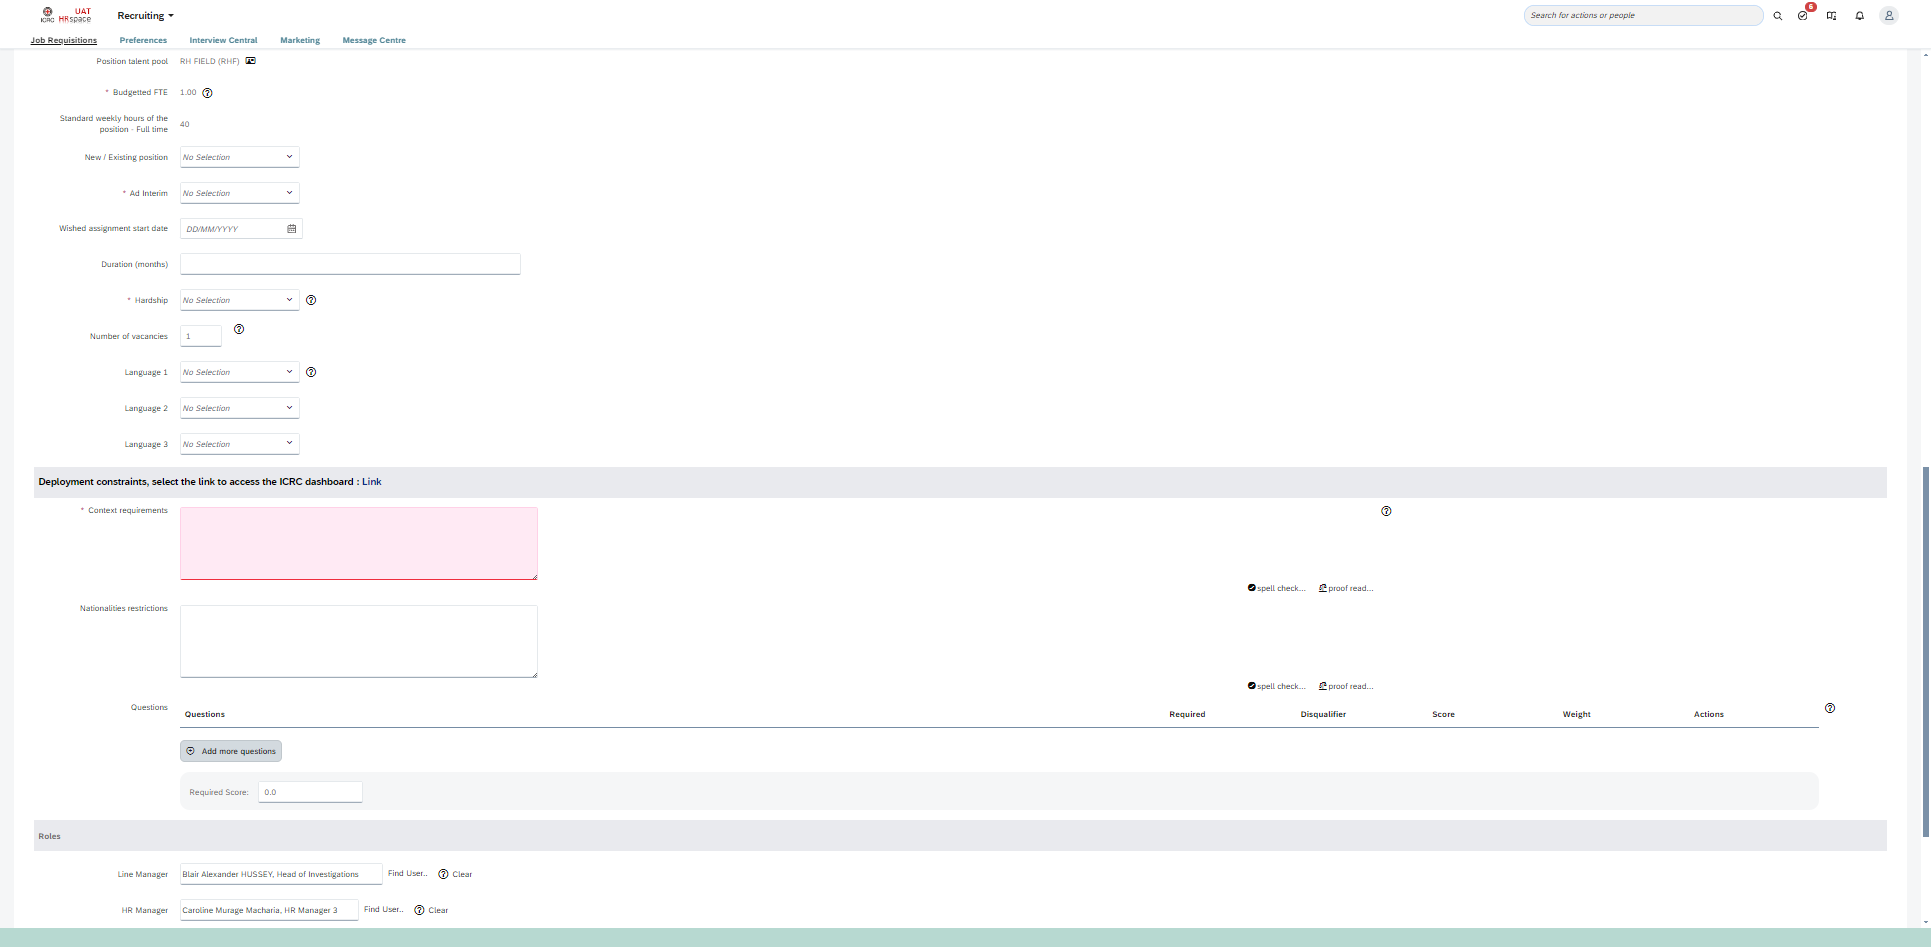 ICRC UAT HRspace Recruiting Search for actions or people 6
Job Requisitions Preferences Interview Central Marketing Message Centre
Position talent pool RH FIELD (RHF)
* Budgetted FTE 1.00
Standard weekly hours of the
position - Full time 40
New / Existing position No Selection
* Ad Interim No Selection
Wished assignment start date DD/MM/YYYY
Duration (months)
* Hardship No Selection
Number of vacancies 1
Language 1 No Selection
Language 2 No Selection
Language 3 No Selection
Deployment constraints, select the link to access the ICRC dashboard : Link
* Context requirements
spell check... proof read...
Nationalities restrictions
spell check... proof read...
Questions Questions Required Disqualifier Score Weight Actions
Add more questions
Required Score: 0.0
Roles
Line Manager Blair Alexander HUSSEY, Head of Investigations Find User.. Clear
HR Manager Caroline Murage Macharia, HR Manager 3 Find User.. Clear